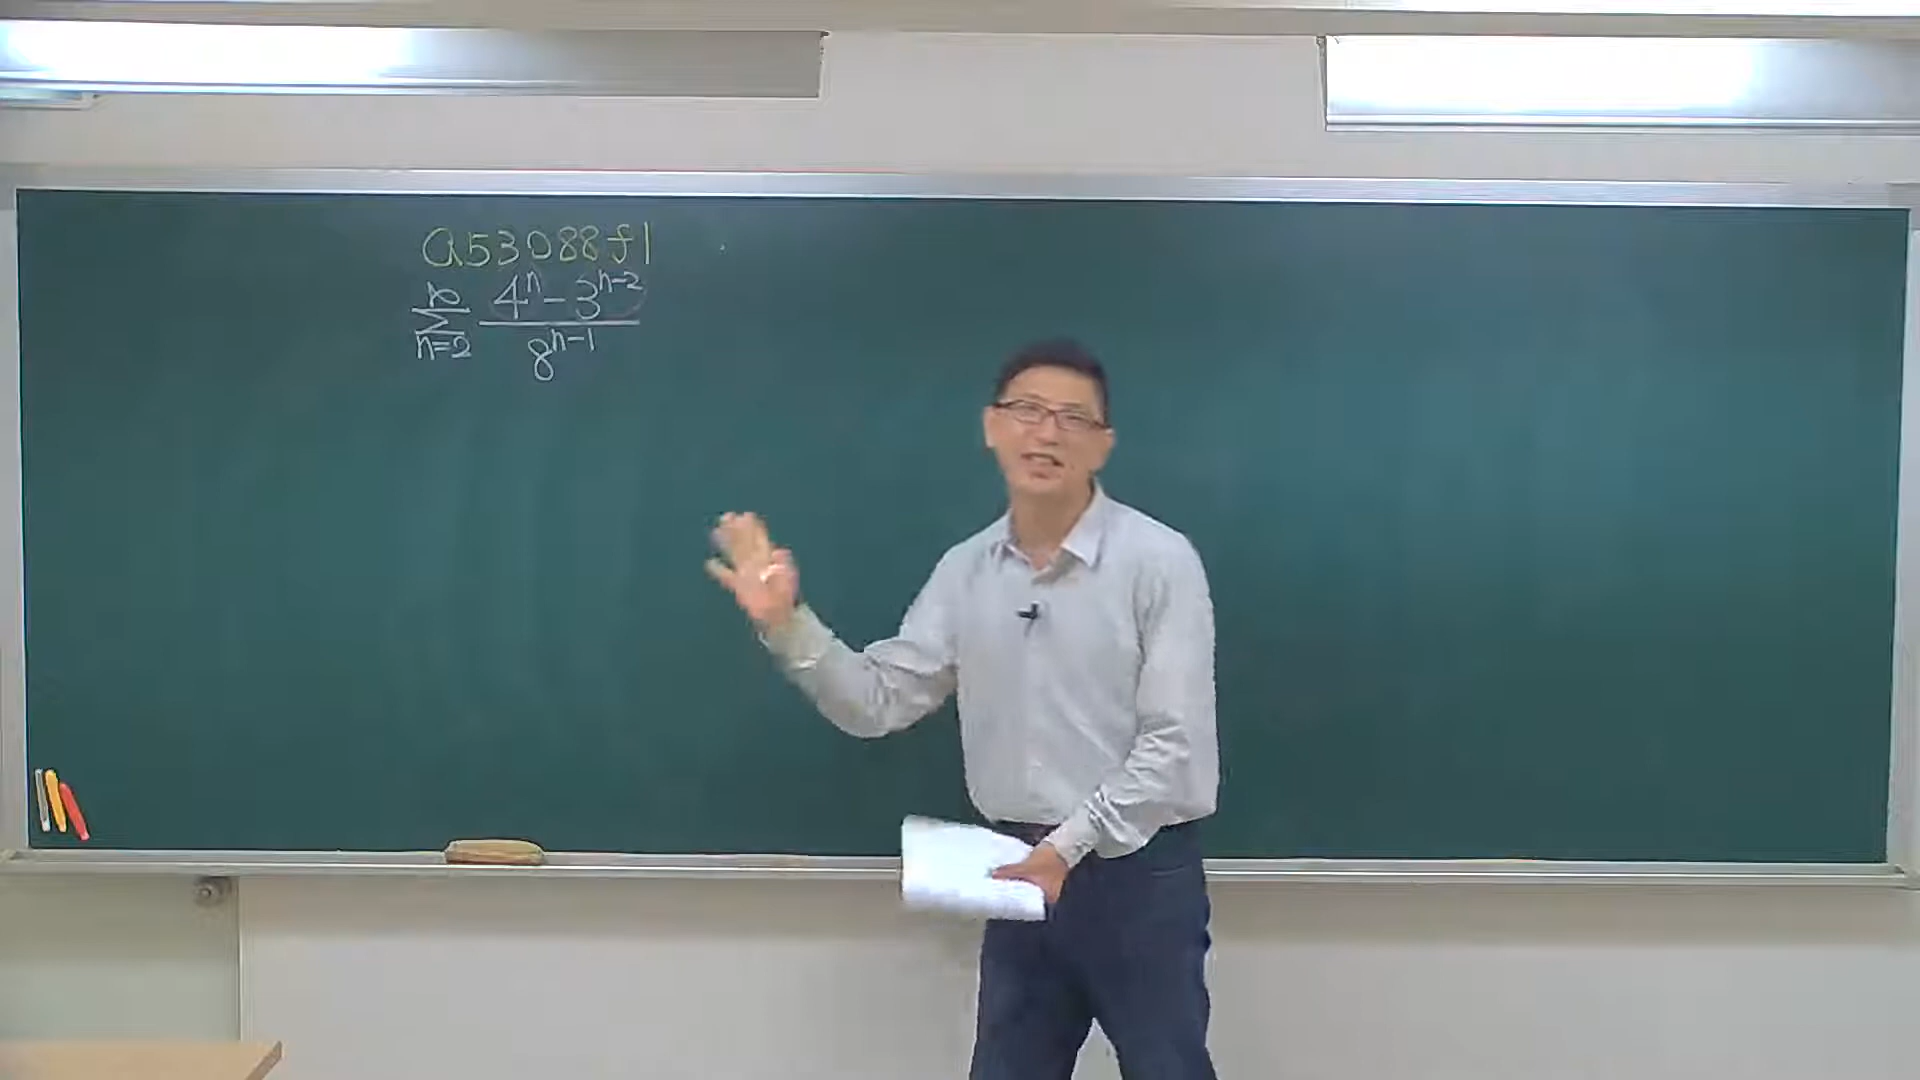 a53088f1
∞ 4^n - 3^{n-2}
Σ
n=2 8^{n-1}